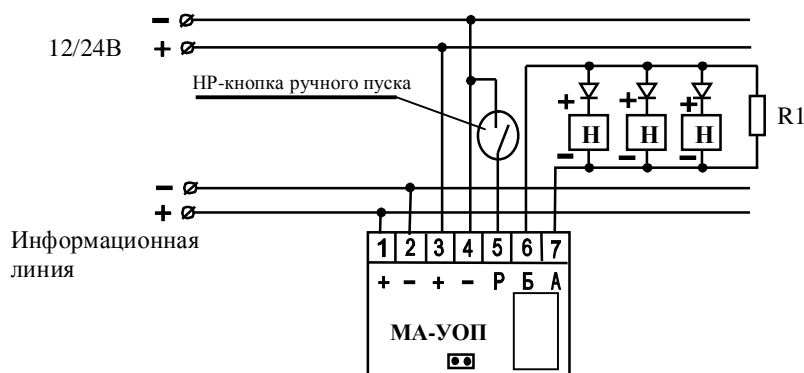 −
12/24В +
НР-кнопка ручного пуска
+ + +
Н Н Н
− − −
R1
−
+
Информационная
линия
1 2 3 4 5 6 7
+ − + − Р Б А
МА-УОП